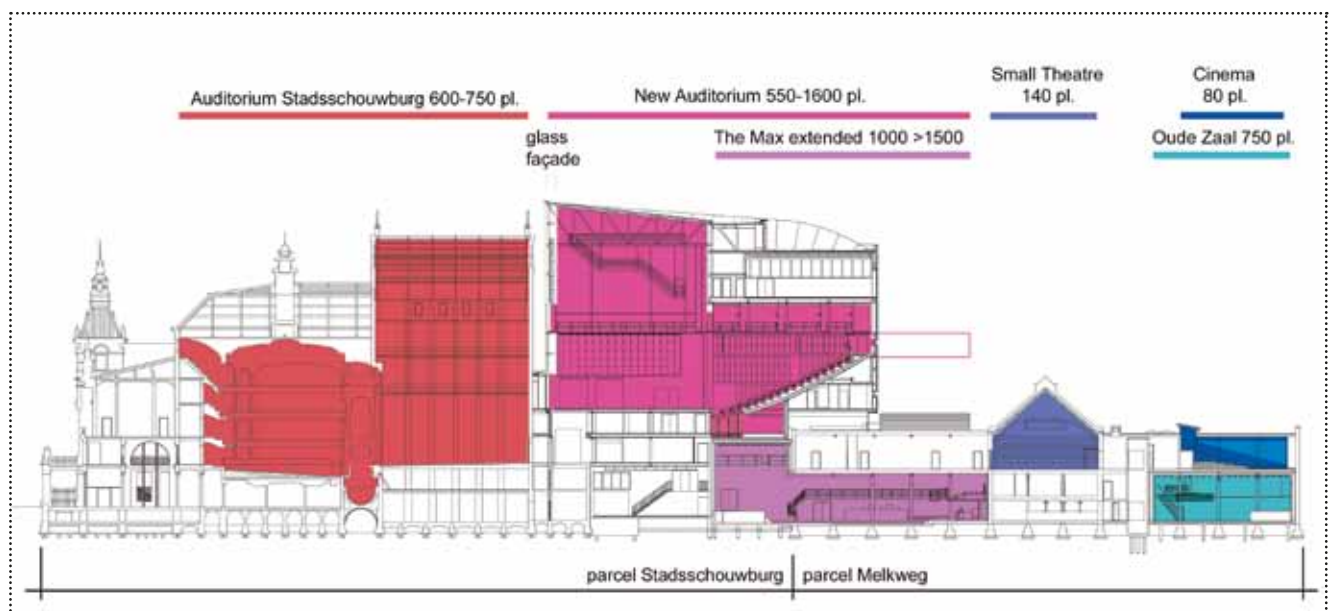 Auditorium Stadsschouwburg 600-750 pl.
glass
façade
New Auditorium 550-1600 pl.
The Max extended 1000 >1500
Small Theatre
140 pl.
Cinema
80 pl.
Oude Zaal 750 pl.
parcel Stadsschouwburg
parcel Melkweg